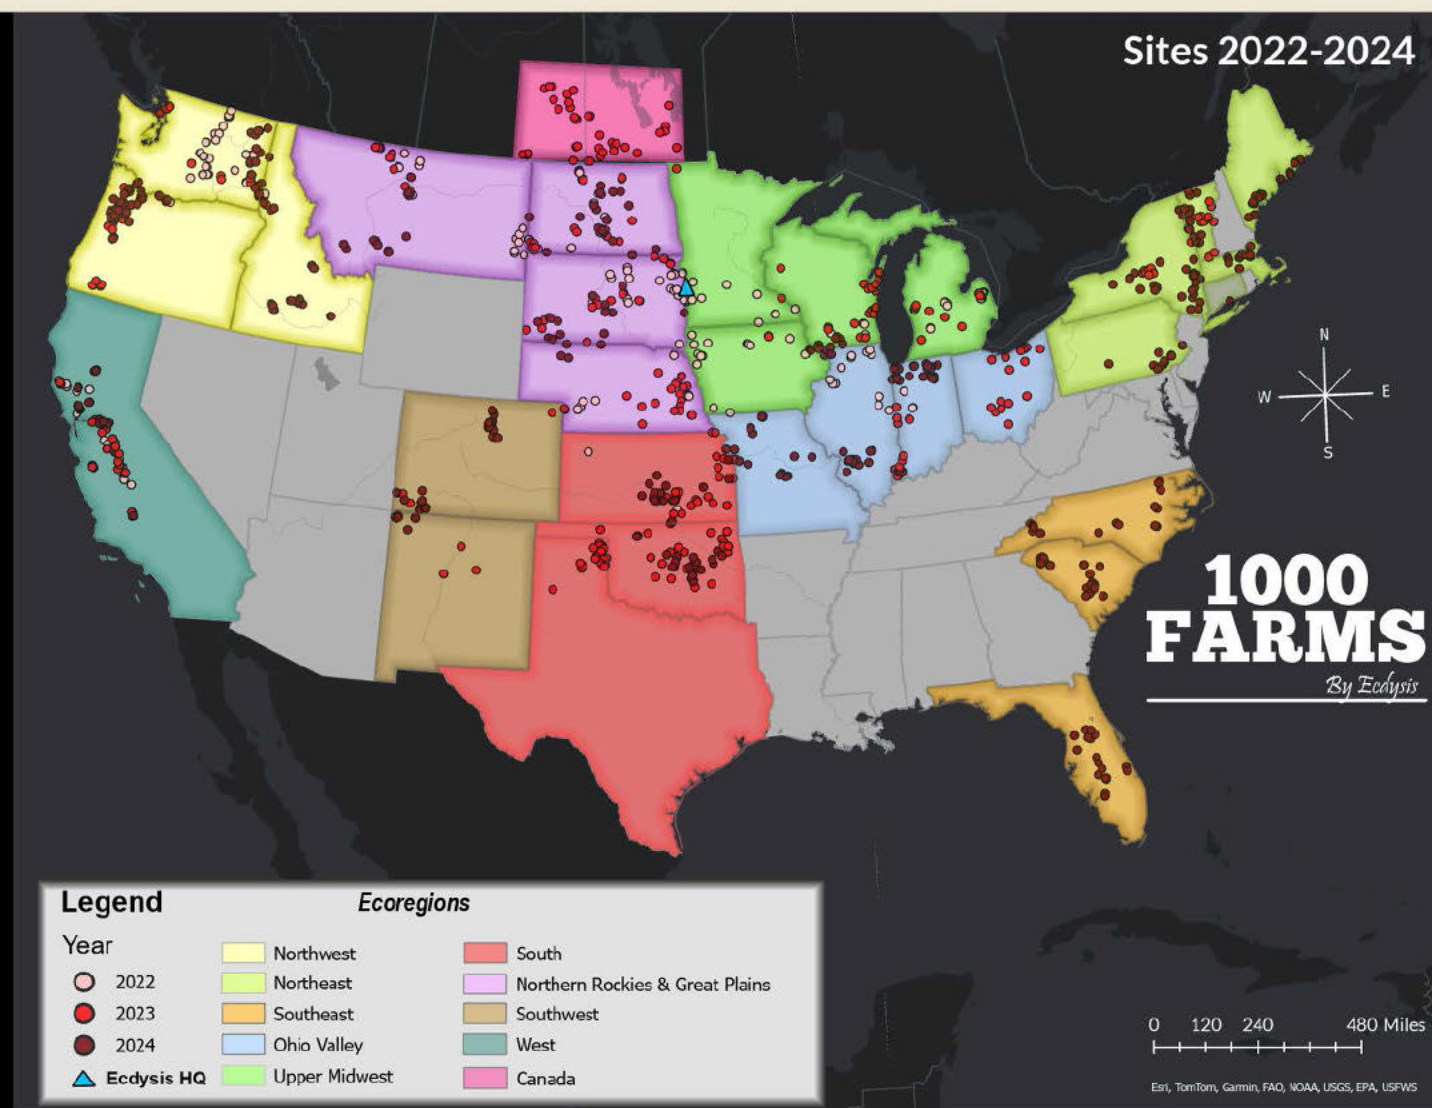 Sites 2022-2024
N
W
E
S
1000
FARMS
By Ecdysis
Legend
Ecoregions
Year
2022
2023
2024
Ecdysis HQ
Northwest
Northeast
Southeast
Ohio Valley
Upper Midwest
South
Northern Rockies & Great Plains
Southwest
West
Canada
0 120 240 480 Miles
Esri, TomTom, Garmin, FAO, NOAA, USGS, EPA, USFWS